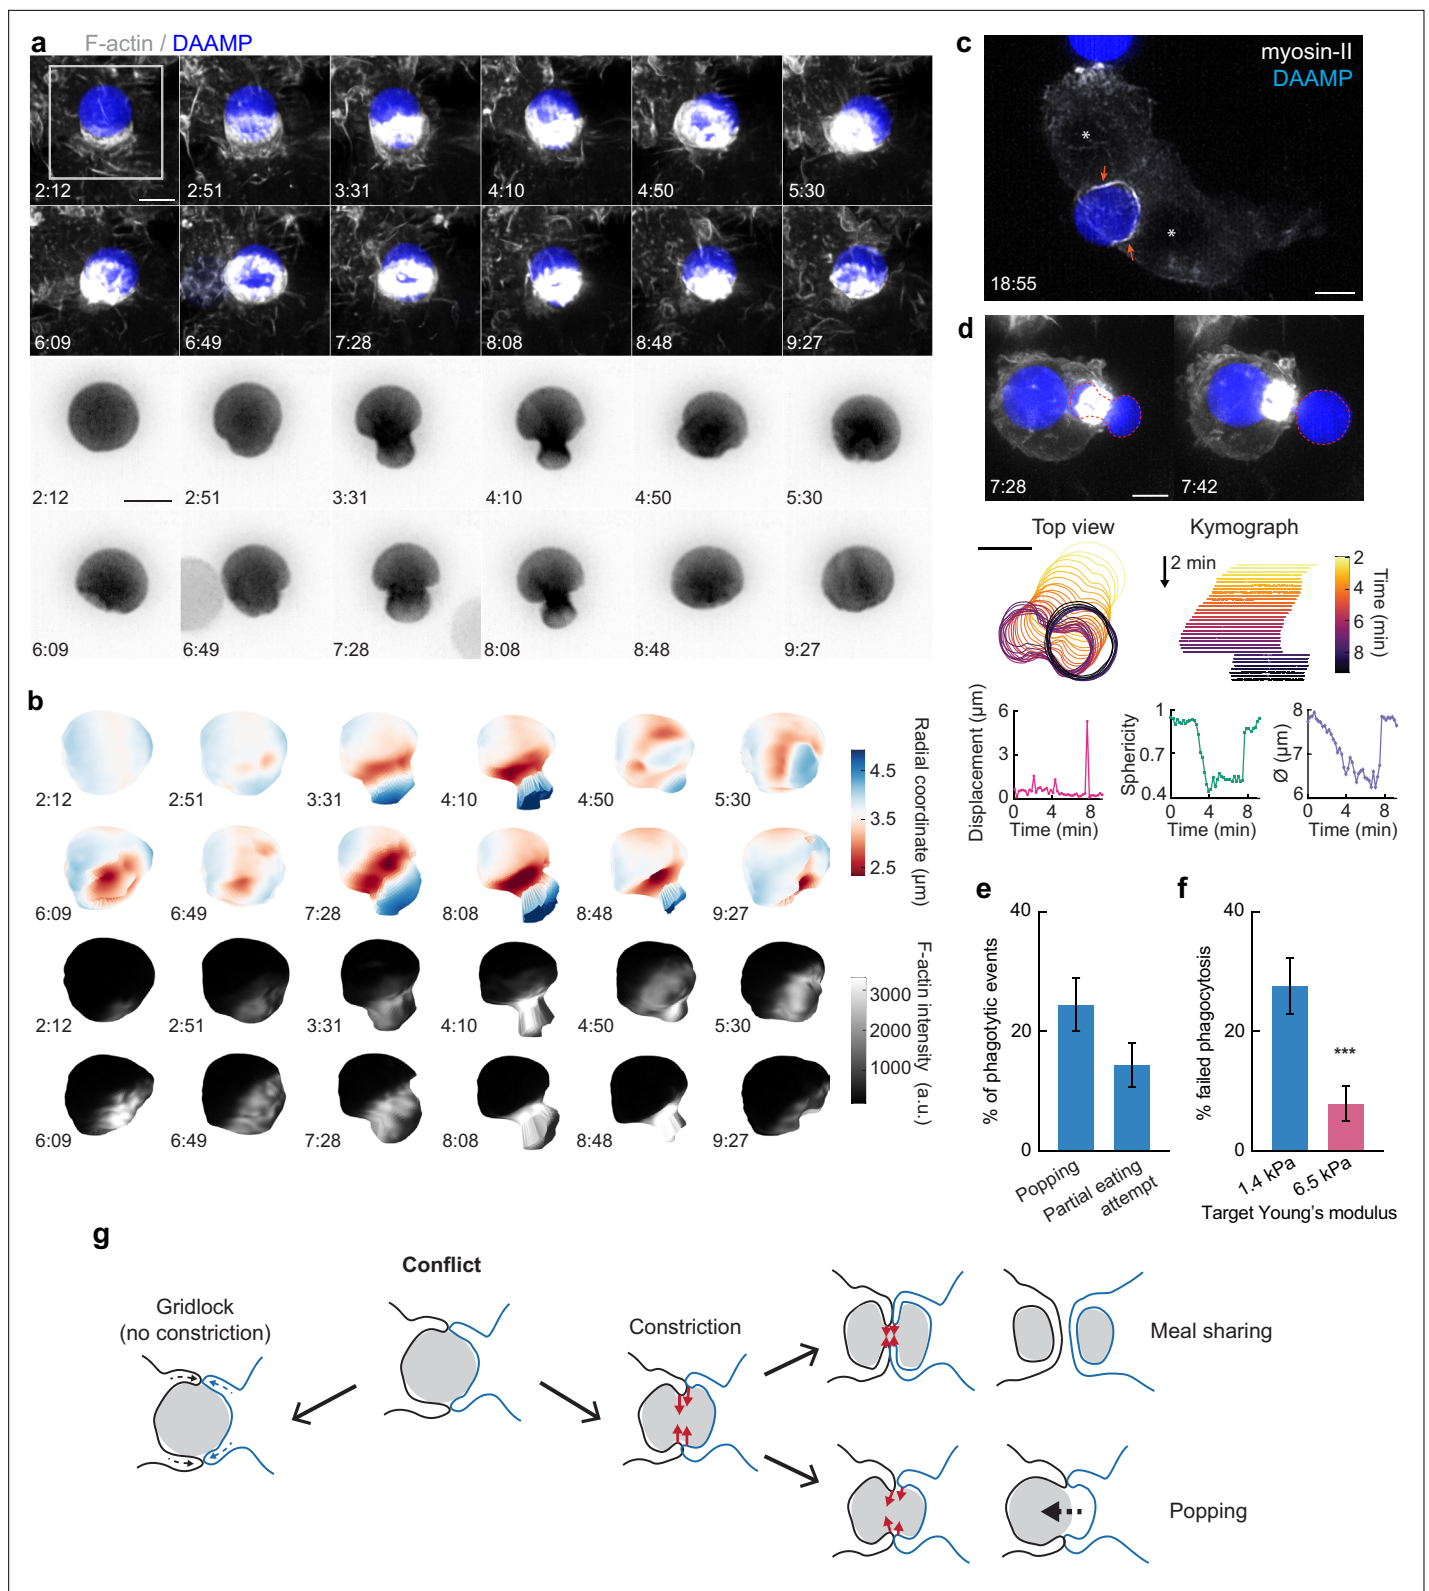 a
F-actin / DAAMP
2:12 2:51 3:31 4:10 4:50 5:30
6:09 6:49 7:28 8:08 8:48 9:27
2:12 2:51 3:31 4:10 4:50 5:30
6:09 6:49 7:28 8:08 8:48 9:27
b
2:12 2:51 3:31 4:10 4:50 5:30
6:09 6:49 7:28 8:08 8:48 9:27
4.5
3.5
2.5
Radial coordinate (μm)
2:12 2:51 3:31 4:10 4:50 5:30
6:09 6:49 7:28 8:08 8:48 9:27
3000
2000
1000
F-actin intensity (a.u.)
c
myosin-II
DAAMP
*
*
18:55
d
7:28 7:42
Top view
Kymograph
2 min
2
4
6
8
Time (min)
Displacement (μm)
6
3
0
0 4 8
Time (min)
Sphericity
1
0.7
0.4
0 4 8
Time (min)
Ø (μm)
8
7
6
0 4 8
Time (min)
e
% of phagotytic events
40
20
0
Popping
Partial eating
attempt
f
% failed phagocytosis
40
20
0
***
1.4 kPa
6.5 kPa
Target Young's modulus
g
Conflict
Gridlock
(no constriction)
Constriction
Meal sharing
Popping